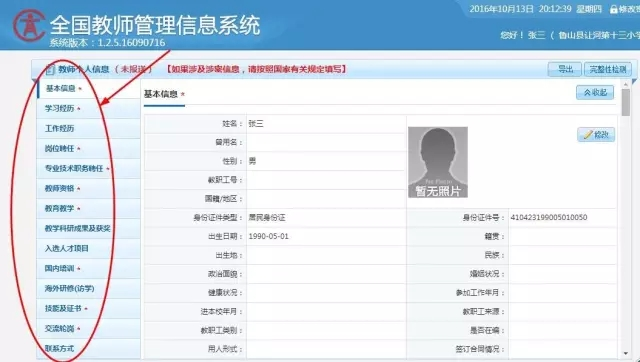 2016年10月13日 星期四 20:12:39
全国教师管理信息系统
系统版本：1.2.5.16090716
您好！ 张三 （ 鲁山县让河第十三小学
教师个人信息 （ 未报送 ） 【如果涉及涉密信息，请按照国家有关规定填写】
导出 完整性检测
基本信息 *
学习经历 *
工作经历
岗位聘任 *
专业技术职务聘任 *
教师资格 *
教育教学 *
教学科研成果及获奖
入选人才项目
国内培训 *
海外研修(访学)
技能及证书 *
交流轮岗 *
联系方式
基本信息 *
收起
姓名： 张三
曾用名：
性别： 男
教职工号：
国籍/地区：
暂无照片
修改
身份证件类型： 居民身份证 身份证件号： 410423199005010050
出生日期： 1990-05-01 籍贯：
出生地： 民族：
政治面貌： 婚姻状况：
健康状况： 参加工作年月：
进本校年月： 教职工来源：
教职工类别： 是否在编：
用人形式： 签订合同情况：